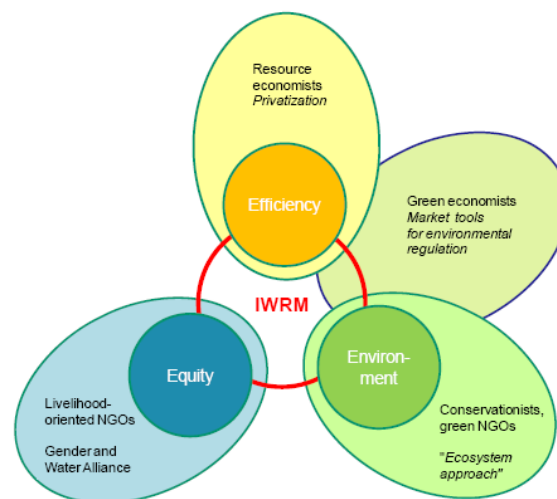 Resource
economists
Privatization
Efficiency
Green economists
Market tools
for environmental
regulation
IWRM
Equity
Environ-
ment
Livelihood-
oriented NGOs
Gender and
Water Alliance
Conservationists,
green NGOs
"Ecosystem
approach"